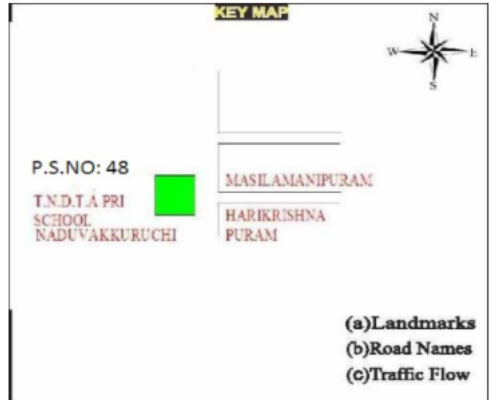 KEY MAP
N
W E
S
P.S.NO: 48
T.N.D.T.A PRI
SCHOOL
NADUVAKKURUCHI
MASILAMANIPURAM
HARIKRISHNA
PURAM
(a)Landmarks
(b)Road Names
(c)Traffic Flow